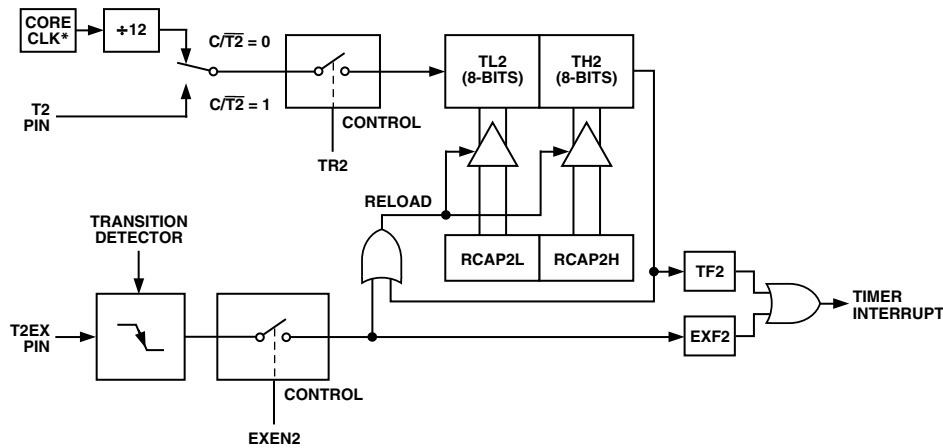 CORE
CLK*
÷12
C/T2̅ = 0
C/T2̅ = 1
T2
PIN
CONTROL
TR2
TL2
(8-BITS)
TH2
(8-BITS)
RELOAD
TRANSITION
DETECTOR
RCAP2L
RCAP2H
TF2
TIMER
INTERRUPT
T2EX
PIN
EXF2
CONTROL
EXEN2